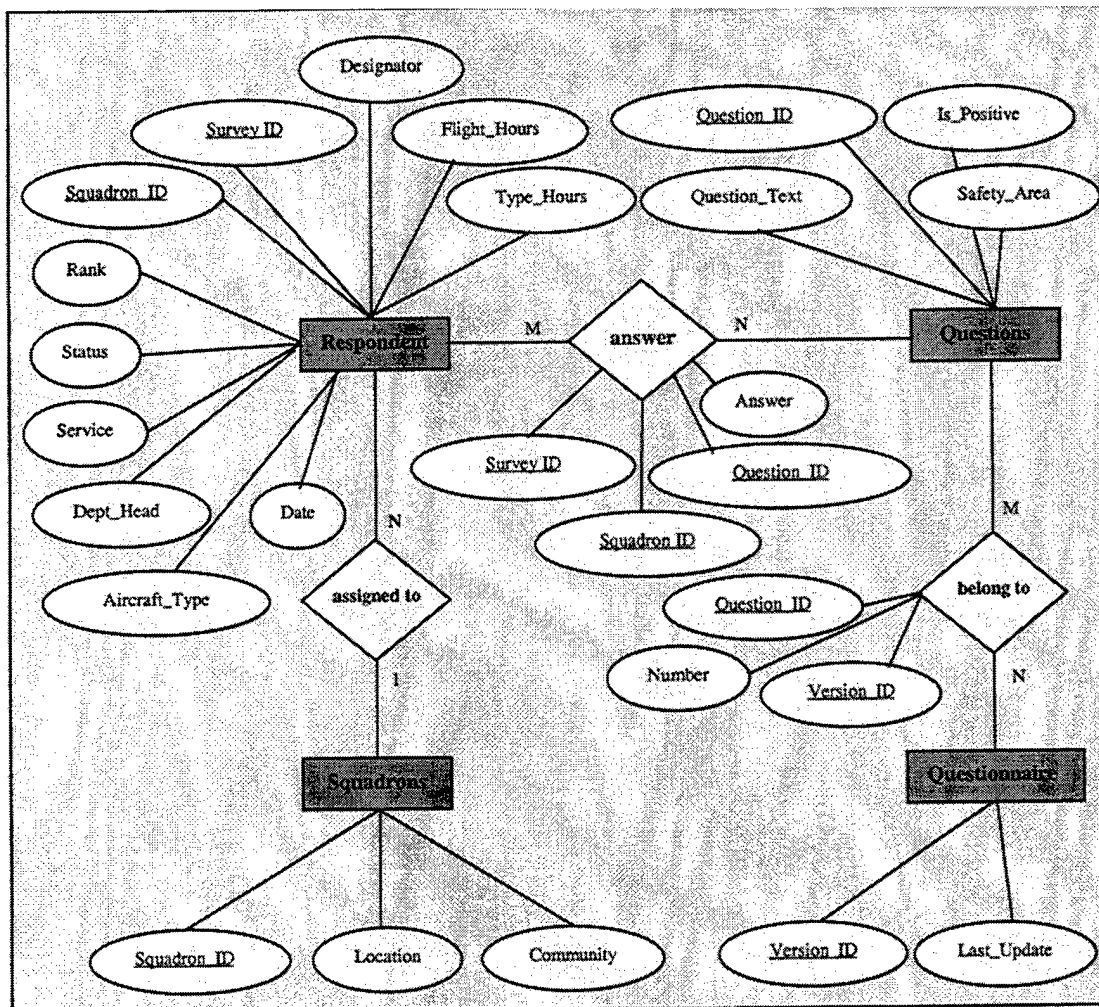 Designator
Survey ID
Flight_Hours
Question_ID
Is_Positive
Squadron_ID
Type_Hours
Question_Text
Safety_Area
Rank
Status
Respondent
M
answer
N
Questions
Service
Answer
Survey ID
Question_ID
Dept_Head
Date
N
Squadron ID
M
Aircraft_Type
assigned to
Question_ID
belong to
Number
Version_ID
1
N
Squadrons
Questionnaire
Squadron_ID
Location
Community
Version_ID
Last_Update